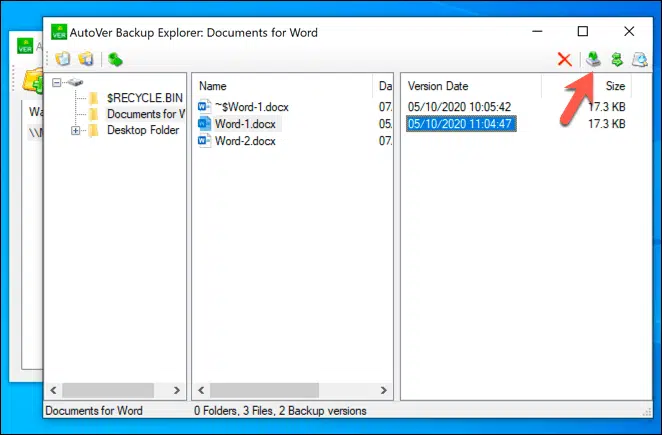 AutoVer Backup Explorer: Documents for Word
VER
$RECYCLE.BIN
Documents for W
Desktop Folder
Name
Da
~$Word-1.docx
07.
Word-1.docx
05.
Word-2.docx
07.
Version Date
Size
05/10/2020 10:05:42
17.3 KB
05/10/2020 11:04:47
17.3 KB
Documents for Word
0 Folders, 3 Files, 2 Backup versions